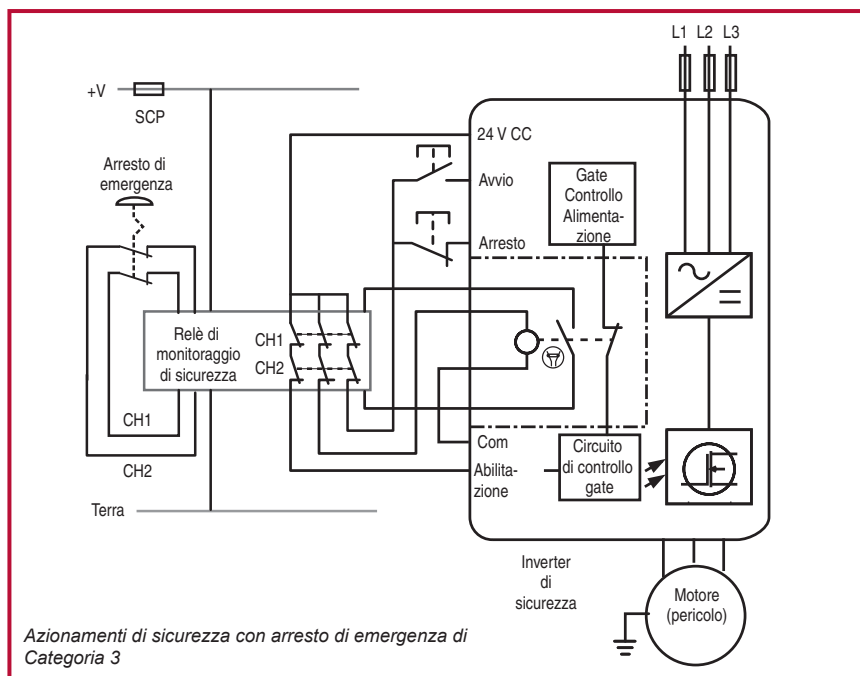 L1 L2 L3
+V
SCP
24 V CC
Arresto di
emergenza
Avvio
Gate
Controllo
Alimenta-
zione
Arresto
Relè di
monitoraggio
di sicurezza
CH1
CH2
CH1
CH2
Com
Abilita-
zione
Circuito
di controllo
gate
Terra
Inverter
di
sicurezza
Motore
(pericolo)
Azionamenti di sicurezza con arresto di emergenza di
Categoria 3